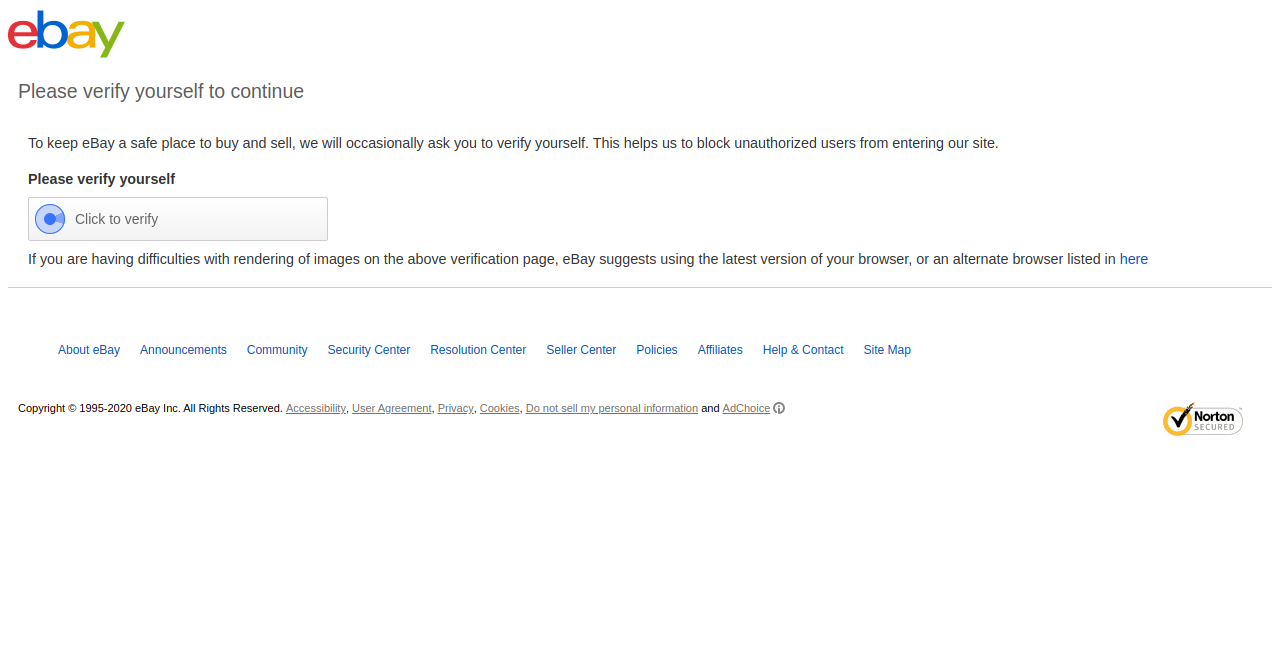 ebay
Please verify yourself to continue
To keep eBay a safe place to buy and sell, we will occasionally ask you to verify yourself. This helps us to block unauthorized users from entering our site.
Please verify yourself
Click to verify
If you are having difficulties with rendering of images on the above verification page, eBay suggests using the latest version of your browser, or an alternate browser listed in here
About eBay Announcements Community Security Center Resolution Center Seller Center Policies Affiliates Help & Contact Site Map
Copyright © 1995-2020 eBay Inc. All Rights Reserved. Accessibility, User Agreement, Privacy, Cookies, Do not sell my personal information and AdChoice
Norton
SECURED